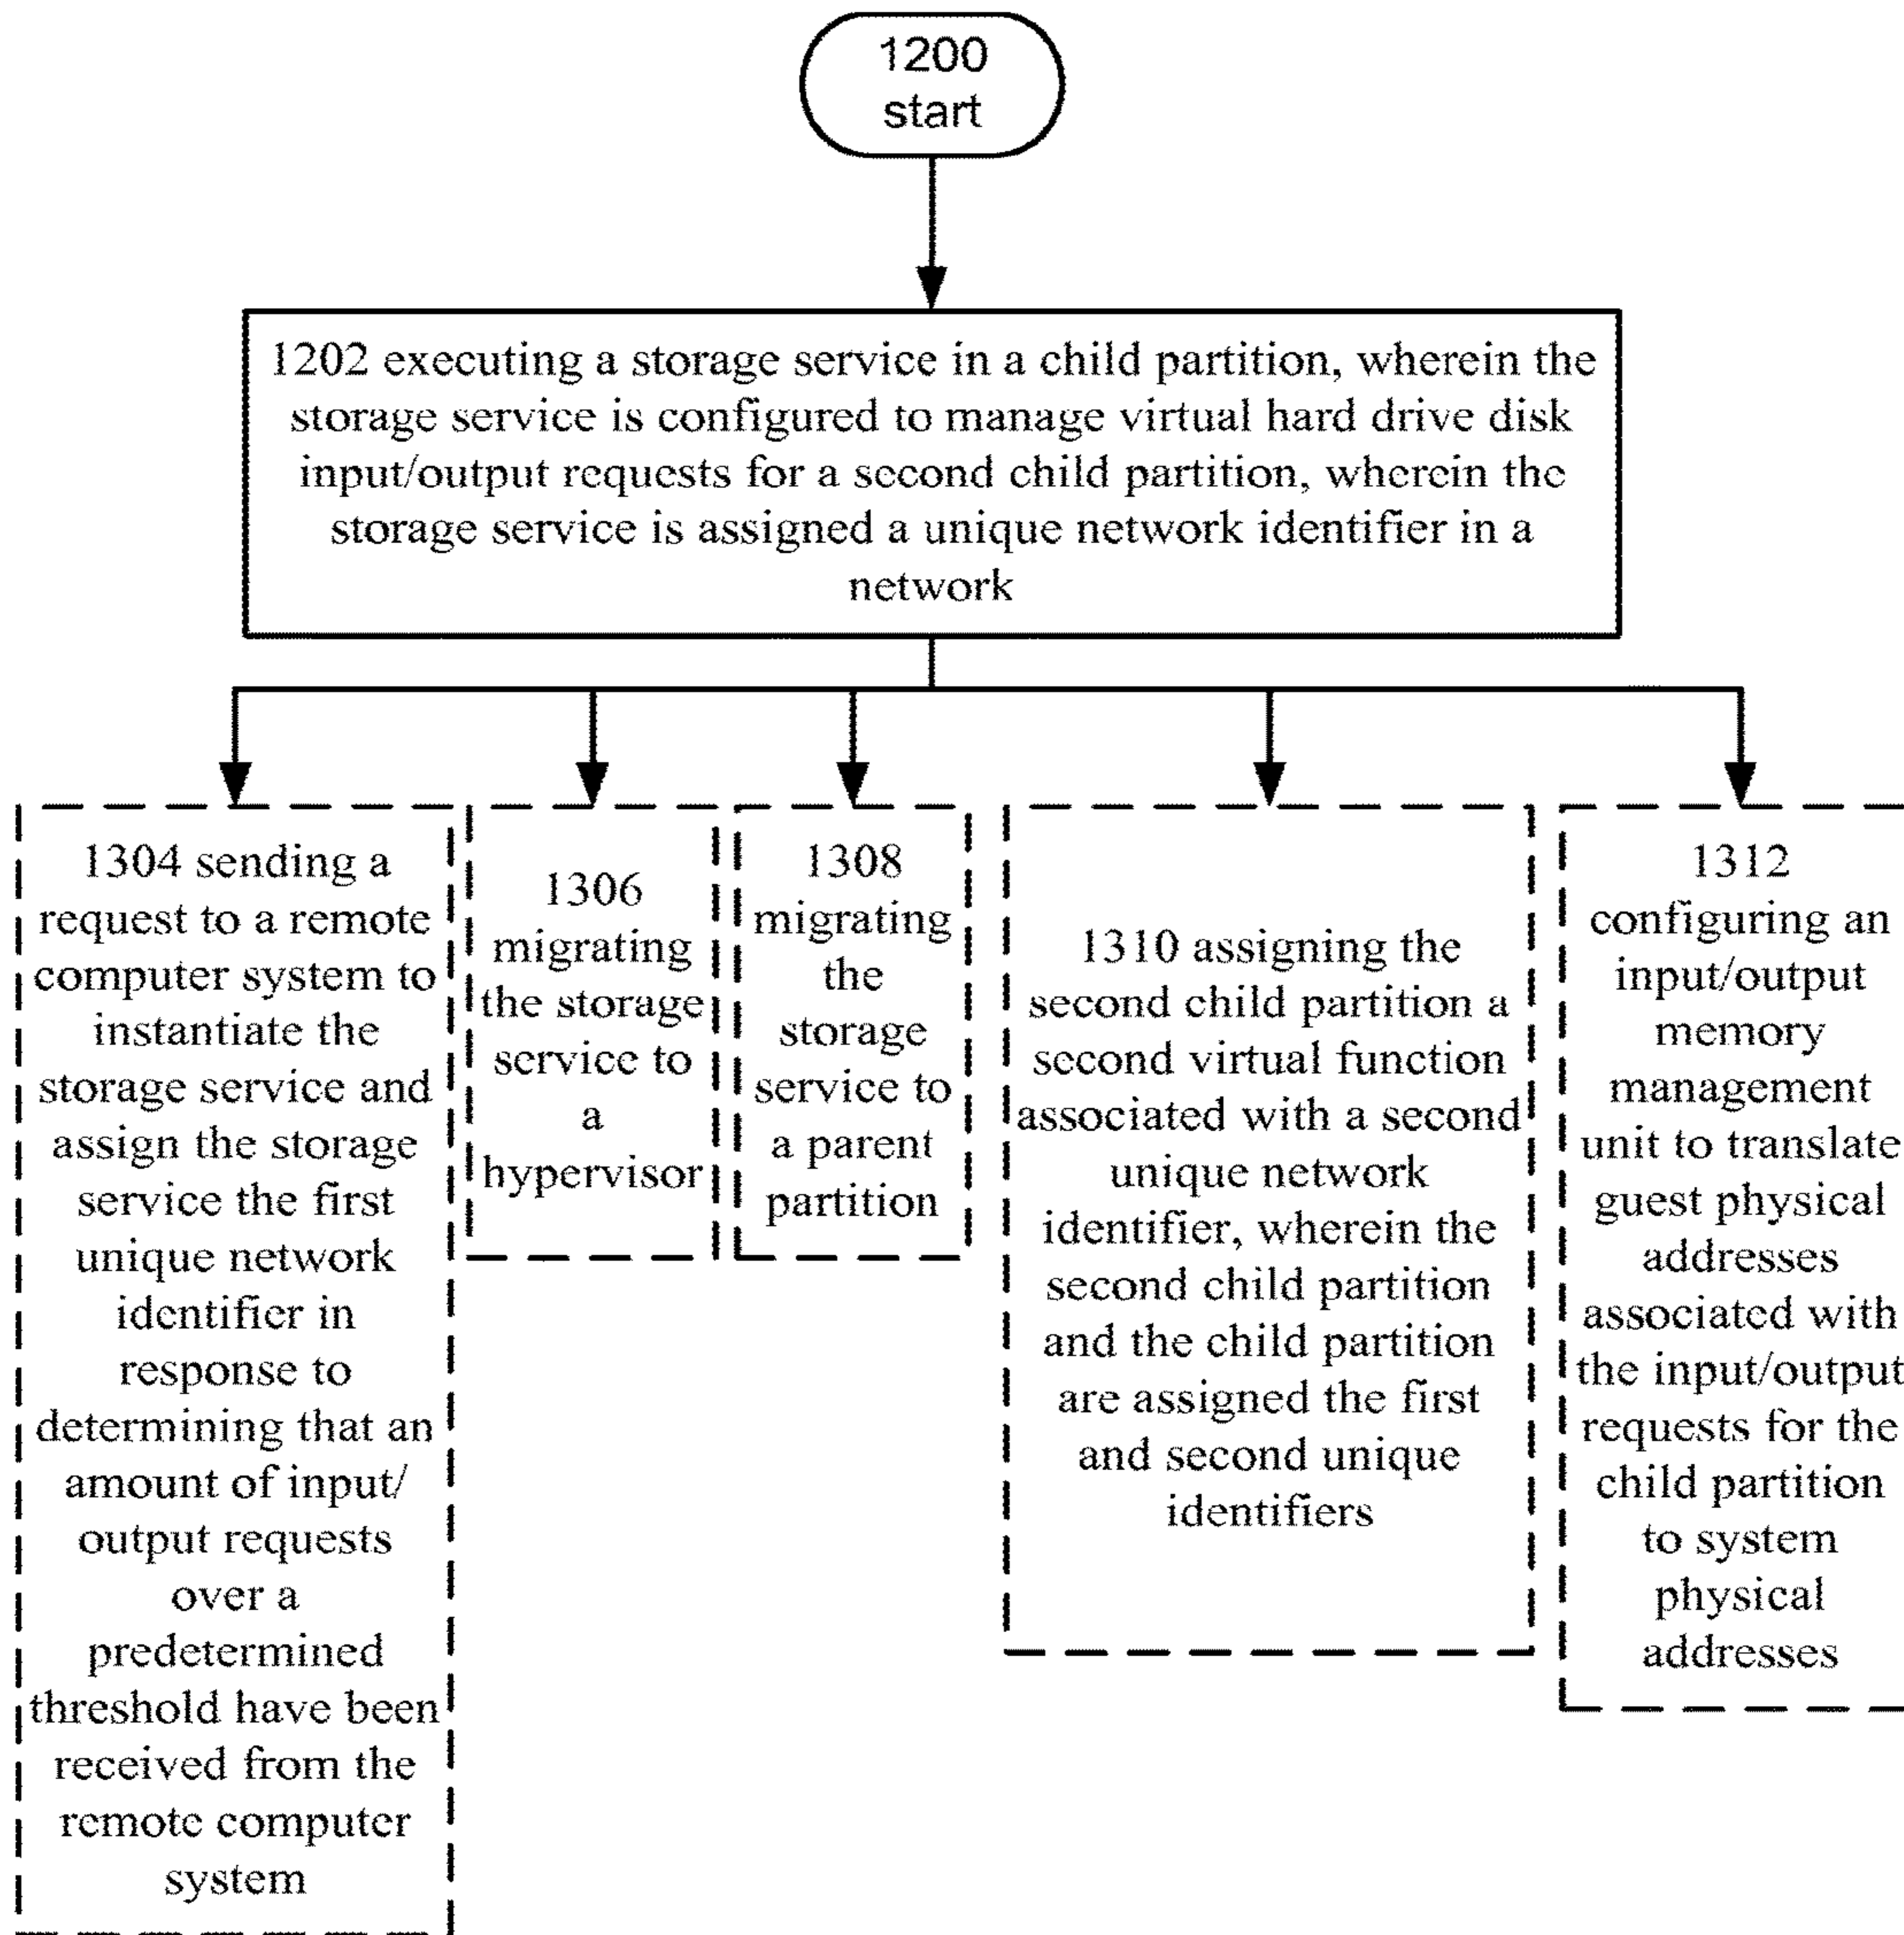 1200
start
1202 executing a storage service in a child partition, wherein the
storage service is configured to manage virtual hard drive disk
input/output requests for a second child partition, wherein the
storage service is assigned a unique network identifier in a
network
1304 sending a
request to a remote
computer system to
instantiate the
storage service and
assign the storage
service the first
unique network
identifier in
response to
determining that an
amount of input/
output requests
over a
predetermined
threshold have been
received from the
remote computer
system
1306
migrating
the storage
service to
a
hypervisor
1308
migrating
the
storage
service to
a parent
partition
1310 assigning the
second child partition a
second virtual function
associated with a second
unique network
identifier, wherein the
second child partition
and the child partition
are assigned the first
and second unique
identifiers
1312
configuring an
input/output
memory
management
unit to translate
guest physical
addresses
associated with
the input/output
requests for the
child partition
to system
physical
addresses